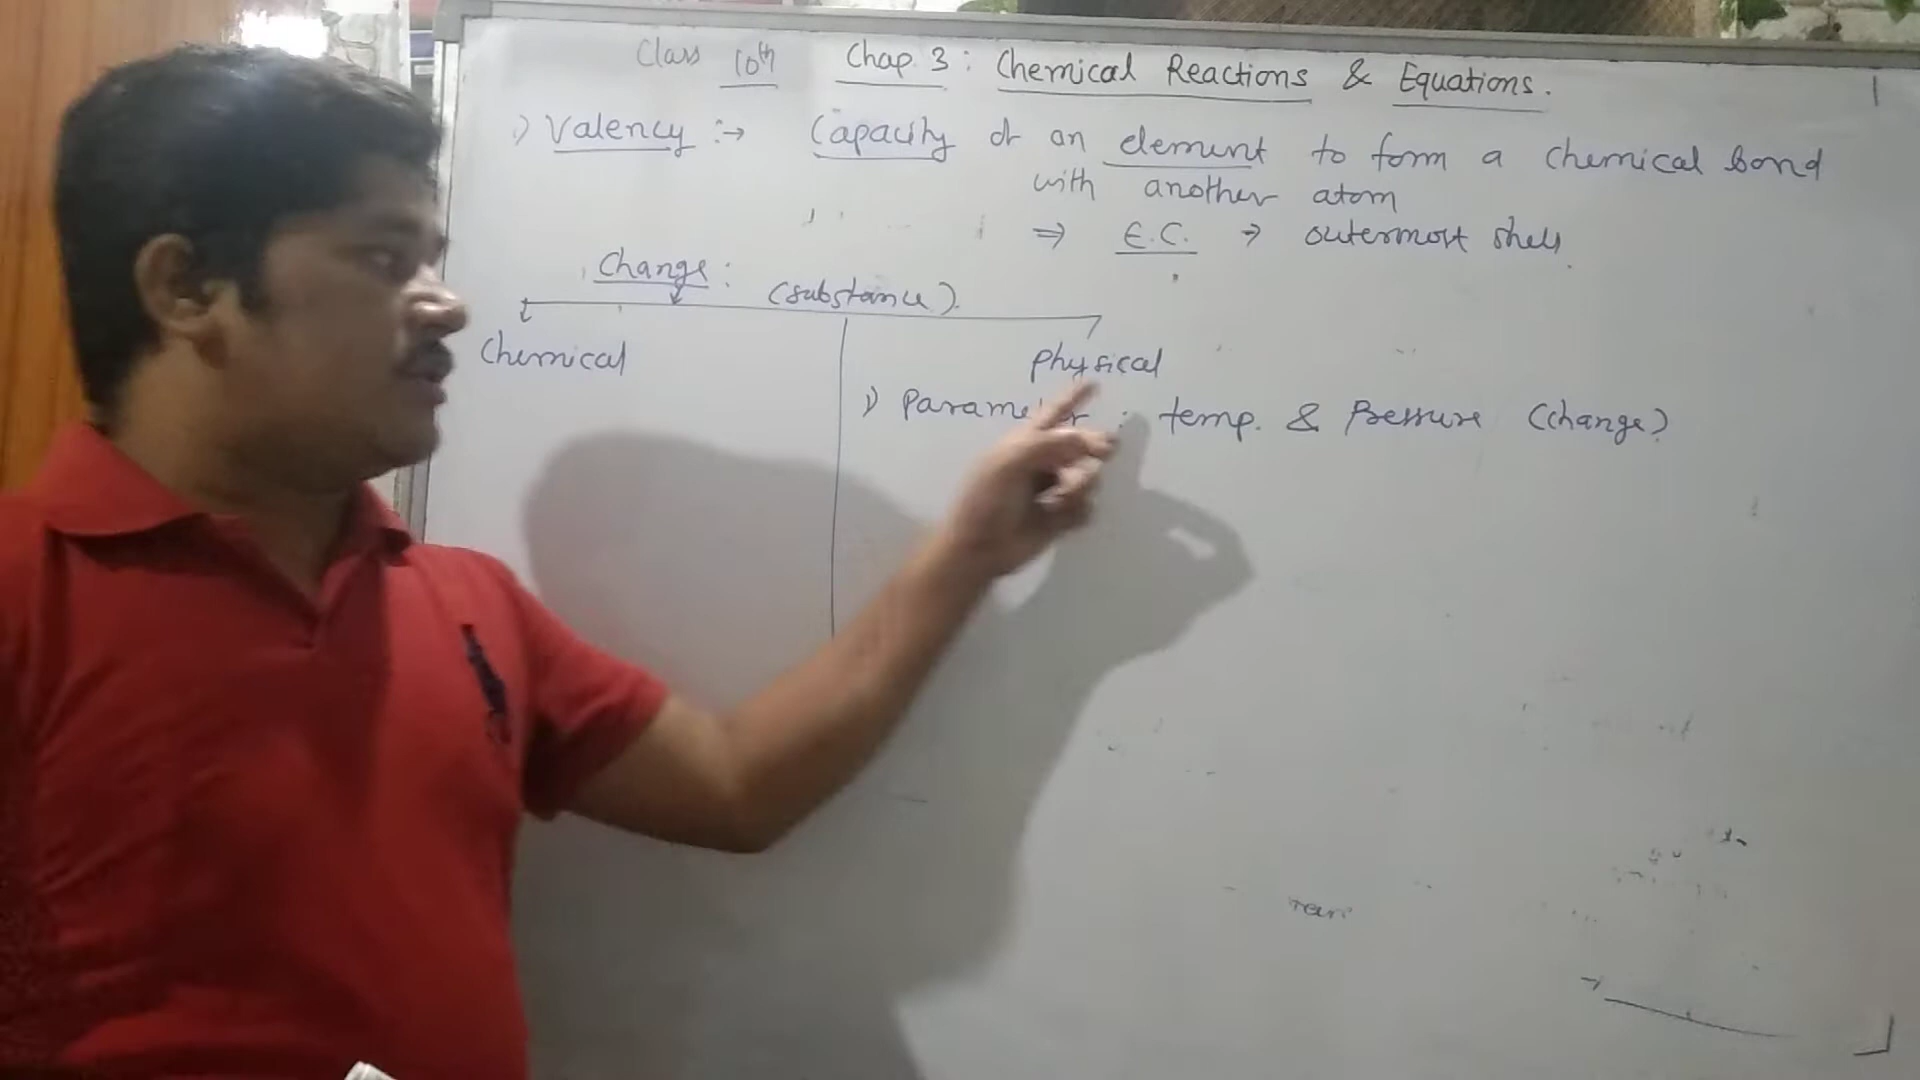 Class 10th Chap 3: Chemical Reactions & Equations.
1) Valency :→ Capacity of an element to form a chemical bond
with another atom
⇒ E.C. → outermost shell.
Change : (substance).
Chemical
Physical
1) Parameter : temp. & Pressure (change)